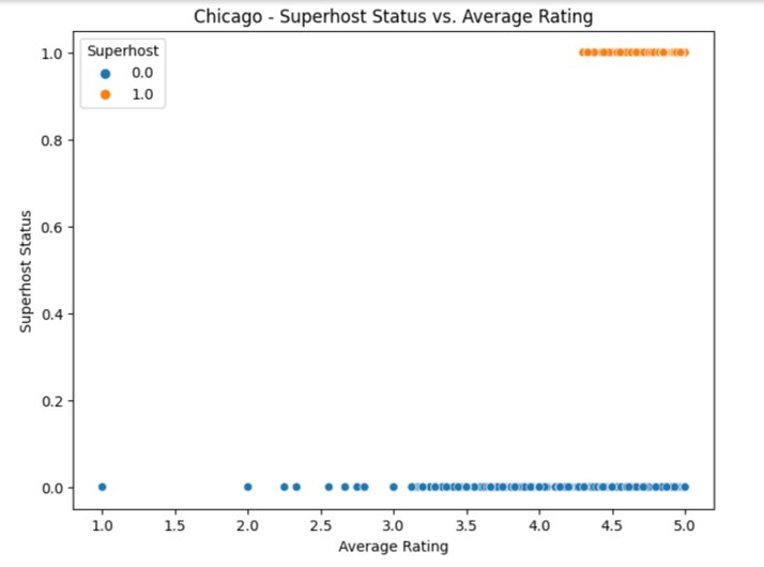 Chicago - Superhost Status vs. Average Rating
Superhost
0.0
1.0
1.0
0.8
0.6
0.4
0.2
0.0
Superhost Status
1.0 1.5 2.0 2.5 3.0 3.5 4.0 4.5 5.0
Average Rating